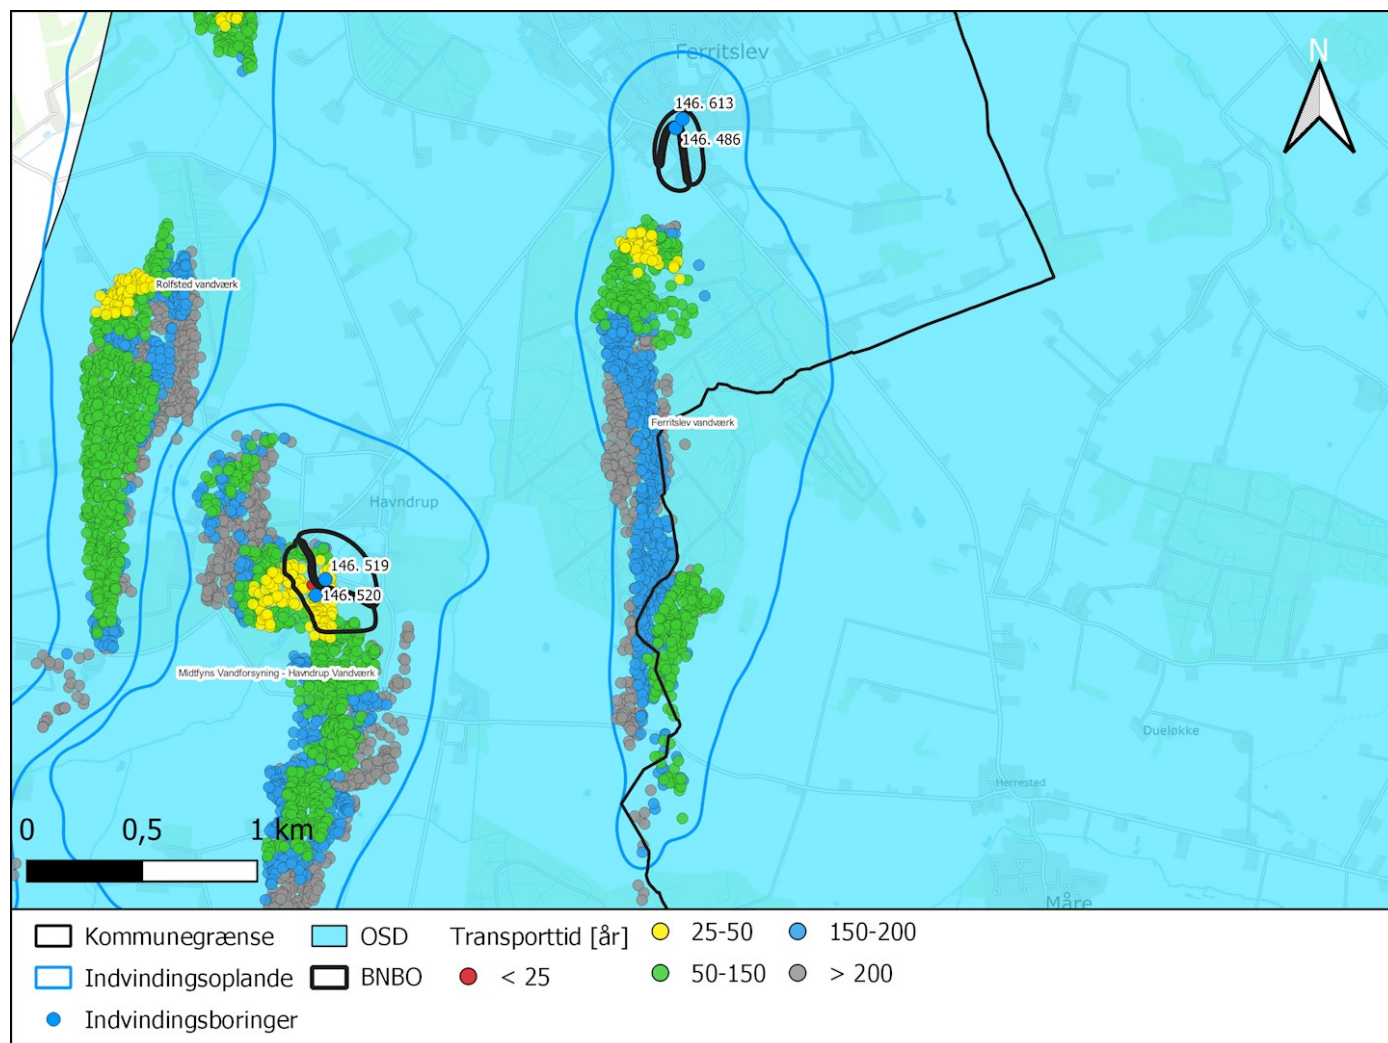 Ferritslev
N
146. 613
146. 486
Rolfsted vandværk
Ferritslev vandværk
Havndrup
146. 519
146. 520
Midtfyns Vandforsyning - Havndrup Vandværk
Dueløkke
Herrested
Måre
0 0,5 1 km
Kommunegrænse OSD Transporttid [år] 25-50 150-200
Indvindingsoplande BNBO < 25 50-150 > 200
Indvindingsboringer